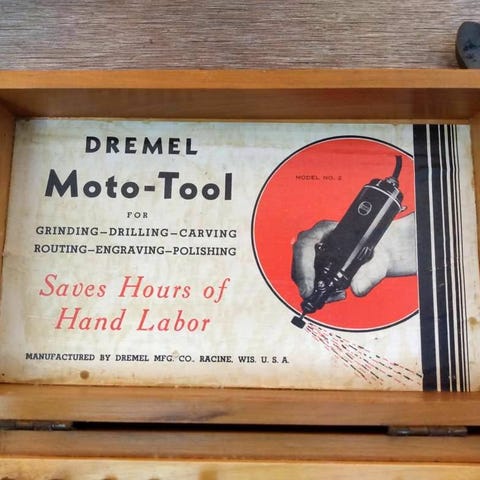 DREMEL
Moto-Tool
FOR
GRINDING—DRILLING—CARVING
ROUTING—ENGRAVING—POLISHING
Saves Hours of
Hand Labor
MANUFACTURED BY DREMEL MFG. CO., RACINE, WIS. U. S. A.
MODEL NO. 2